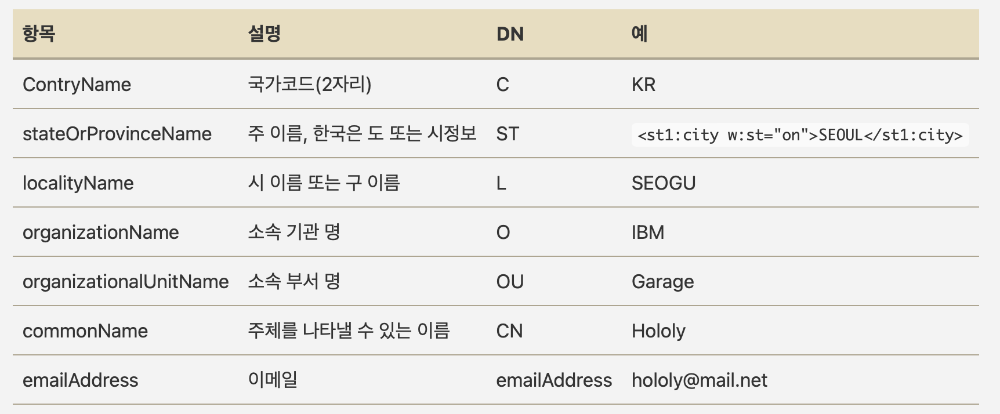 항목 설명 DN 예
ContryName 국가코드(2자리) C KR
stateOrProvinceName 주 이름, 한국은 도 또는 시정보 ST <st1:city w:st="on">SEOUL</st1:city>
localityName 시 이름 또는 구 이름 L SEOGU
organizationName 소속 기관 명 O IBM
organizationalUnitName 소속 부서 명 OU Garage
commonName 주체를 나타낼 수 있는 이름 CN Hololy
emailAddress 이메일 emailAddress hololy@mail.net